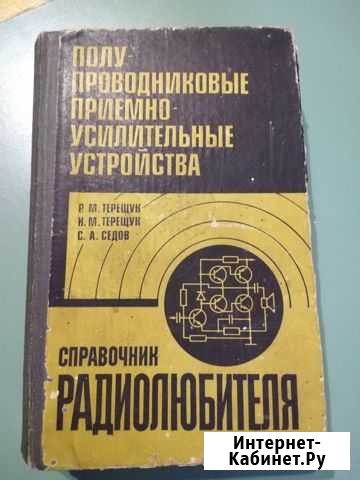 ПОЛУ-
ПРОВОДНИКОВЫЕ
ПРИЕМНО-
УСИЛИТЕЛЬНЫЕ
УСТРОЙСТВА
Р. М. ТЕРЕЩУК
К. М. ТЕРЕЩУК
С. А. СЕДОВ
СПРАВОЧНИК
РАДИОЛЮБИТЕЛЯ
Интернет-
Кабинет.Ру